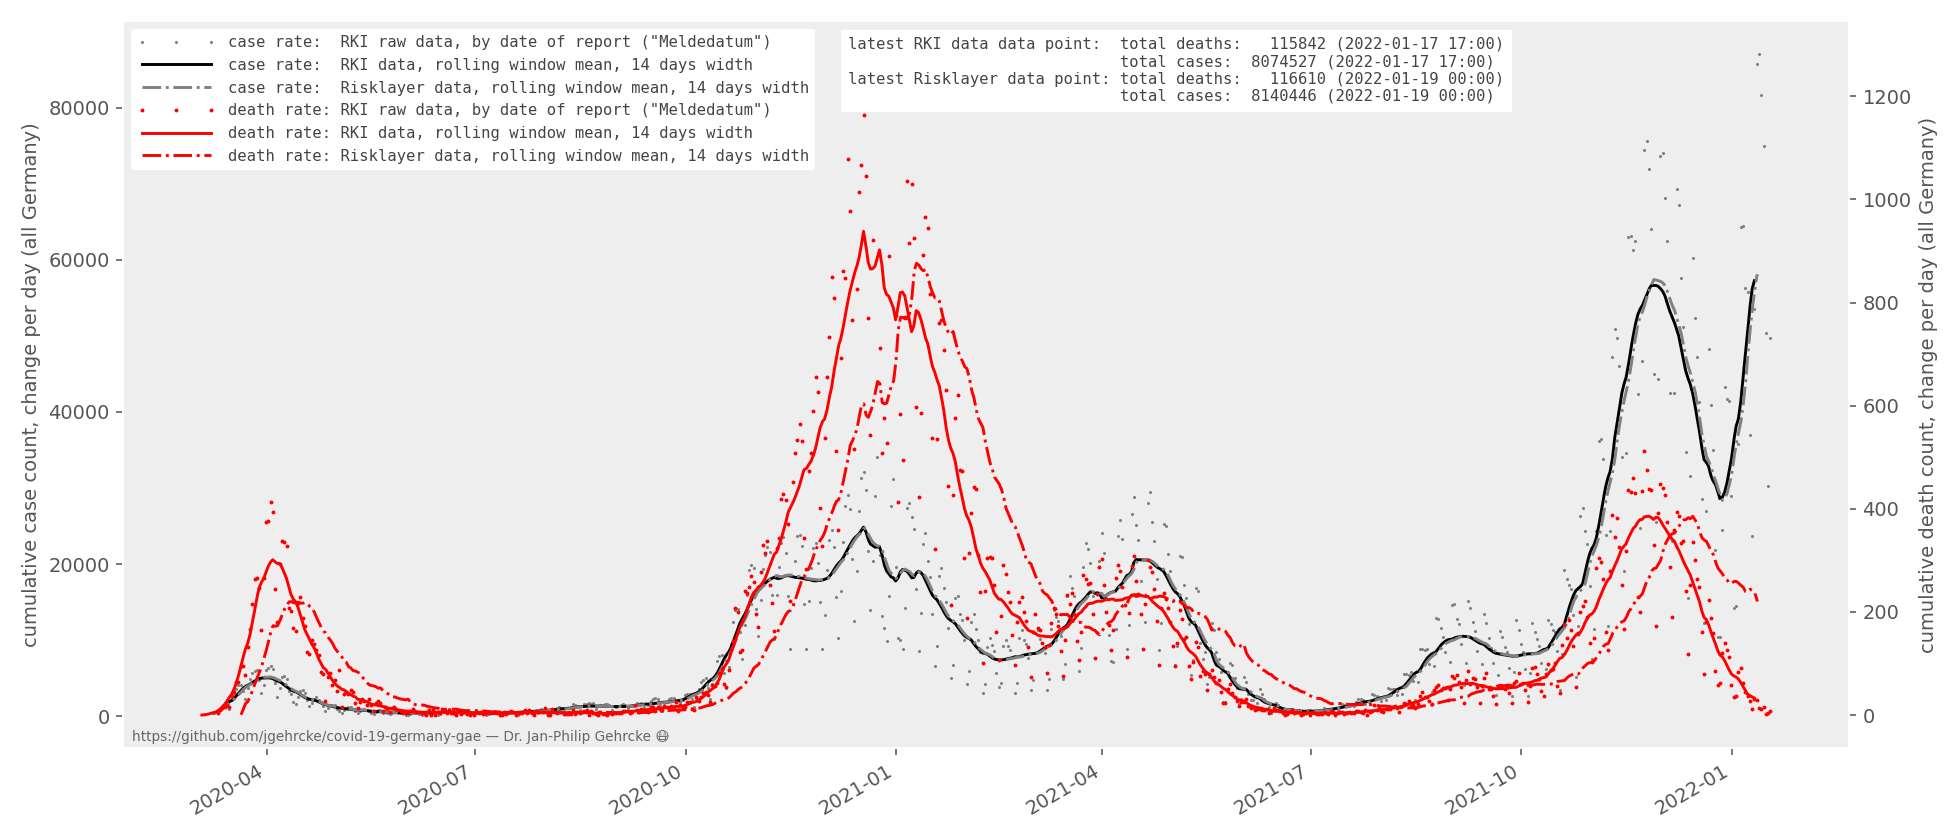 case rate:  RKI raw data, by date of report ("Meldedatum")
case rate:  RKI data, rolling window mean, 14 days width
case rate:  Risklayer data, rolling window mean, 14 days width
death rate: RKI raw data, by date of report ("Meldedatum")
death rate: RKI data, rolling window mean, 14 days width
death rate: Risklayer data, rolling window mean, 14 days width
latest RKI data data point:  total deaths:   115842 (2022-01-17 17:00)
total cases:  8074527 (2022-01-17 17:00)
latest Risklayer data point: total deaths:   116610 (2022-01-19 00:00)
total cases:  8140446 (2022-01-19 00:00)
cumulative case count, change per day (all Germany)
80000
60000
40000
20000
0
1200
1000
800
600
400
200
0
cumulative death count, change per day (all Germany)
https://github.com/jgehrcke/covid-19-germany-gae — Dr. Jan-Philip Gehrcke 😷
2020-04
2020-07
2020-10
2021-01
2021-04
2021-07
2021-10
2022-01